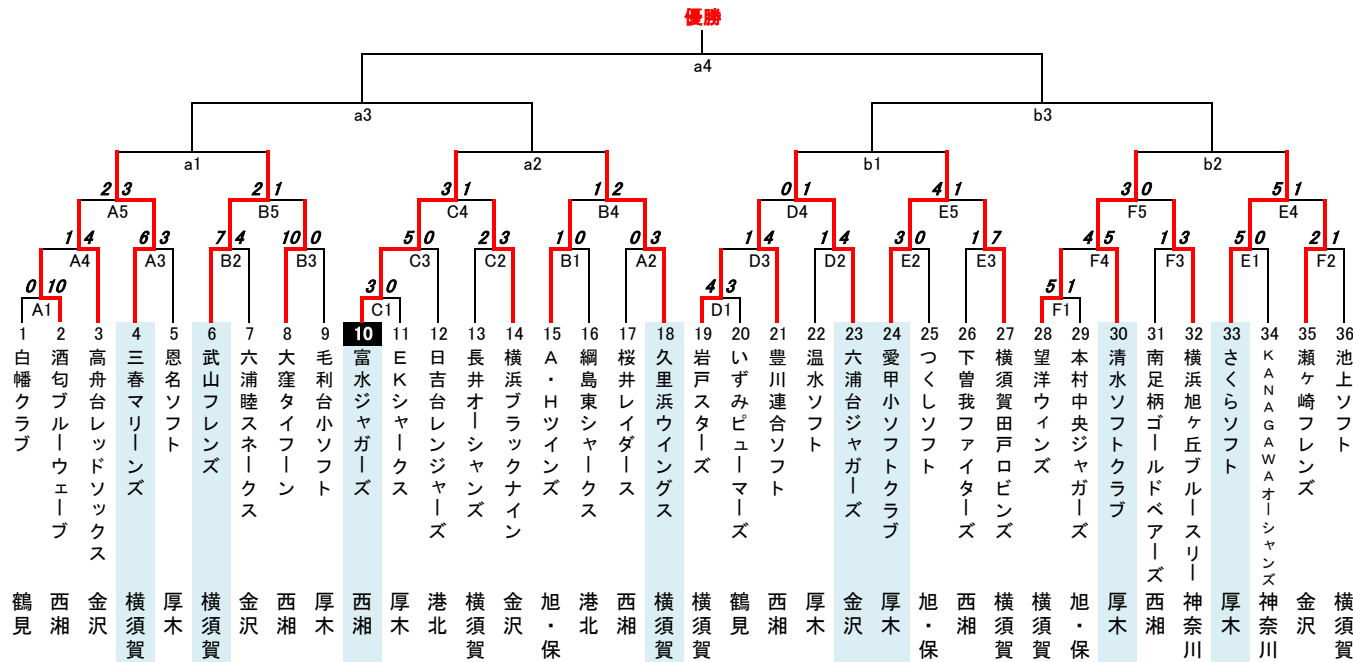 優勝
a4
a3 b3
a1 a2 b1 b2
2 3 2 1 3 1 1 2 0 1 4 1 3 0 5 1
A5 B5 C4 B4 D4 E5 F5 E4
1 4 6 3 7 4 10 0 5 0 2 3 1 0 0 3 1 4 1 4 3 0 1 7 4 5 1 3 5 0 2 1
A4 A3 B2 B3 C3 C2 B1 A2 D3 D2 E2 E3 F4 F3 E1 F2
0 10 3 0 4 3 5 1
A1 C1 D1 F1
1 白幡クラブ 鶴見
2 酒匂ブルーウェーブ 西湘
3 高舟台レッドソックス 金沢
4 三春マリーンズ 横須賀
5 恩名ソフト 厚木
6 武山フレンズ 横須賀
7 六浦睦スネークス 金沢
8 大窪タイフーン 西湘
9 毛利台小ソフト 厚木
10 富水ジャガーズ 西湘
11 EKシャークス 厚木
12 日吉台レンジャーズ 港北
13 長井オーシャンズ 横須賀
14 横浜ブラックナイン 金沢
15 A・Hツインズ 旭・保
16 綱島東シャークス 港北
17 桜井レイダース 西湘
18 久里浜ウイングス 横須賀
19 岩戸スターズ 横須賀
20 いずみピューマーズ 鶴見
21 豊川連合ソフト 西湘
22 温水ソフト 厚木
23 六浦台ジャガーズ 金沢
24 愛甲小ソフトクラブ 厚木
25 つくしソフト 旭・保
26 下曽我ファイターズ 西湘
27 横須賀田戸ロビンズ 横須賀
28 望洋ウィンズ 横須賀
29 本村中央ジャガーズ 旭・保
30 清水ソフトクラブ 厚木
31 南足柄ゴールドベアーズ 西湘
32 横浜旭ヶ丘ブルースリー 神奈川
33 さくらソフト 厚木
34 KANAGAWAオーシャンズ 神奈川
35 瀬ヶ崎フレンズ 金沢
36 池上ソフト 横須賀